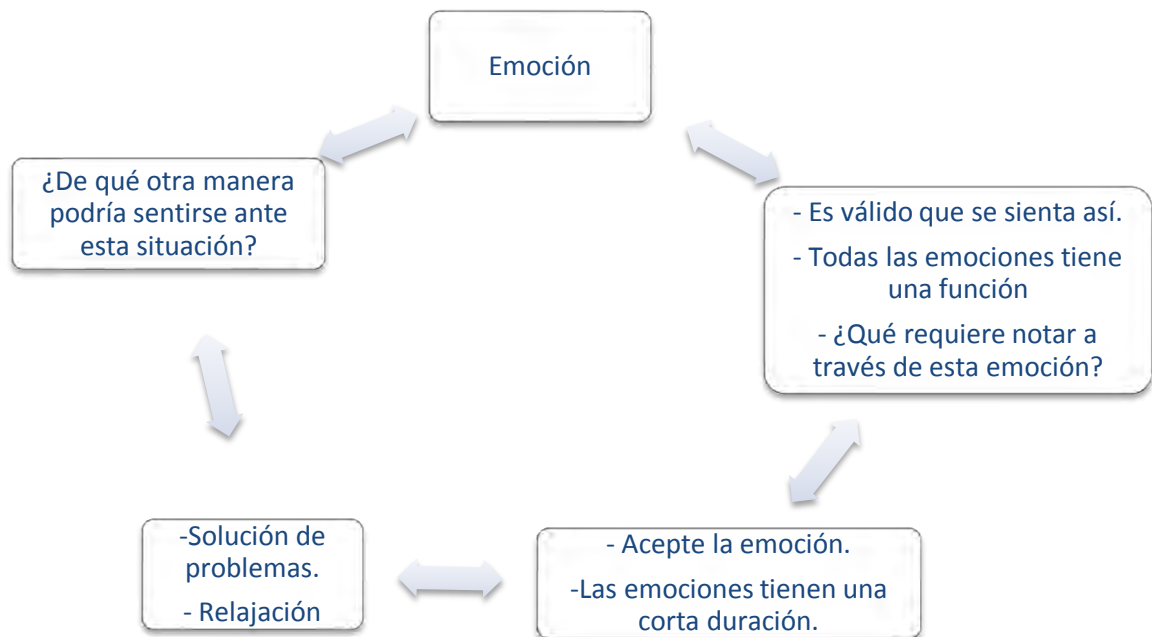 Emoción
¿De qué otra manera
podría sentirse ante
esta situación?
- Es válido que se sienta así.
- Todas las emociones tiene
una función
- ¿Qué requiere notar a
través de esta emoción?
-Solución de
problemas.
- Relajación
- Acepte la emoción.
-Las emociones tienen una
corta duración.